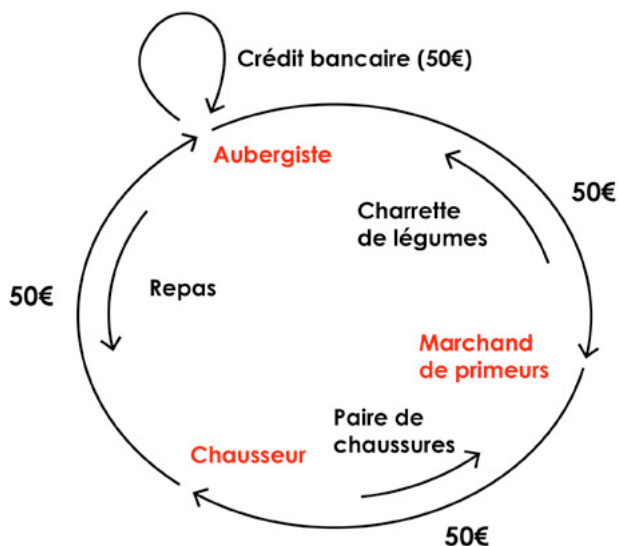 Crédit bancaire (50€)
Aubergiste
50€
Charrette
de légumes
Repas
50€
Marchand
de primeurs
Paire de
chaussures
Chausseur
50€